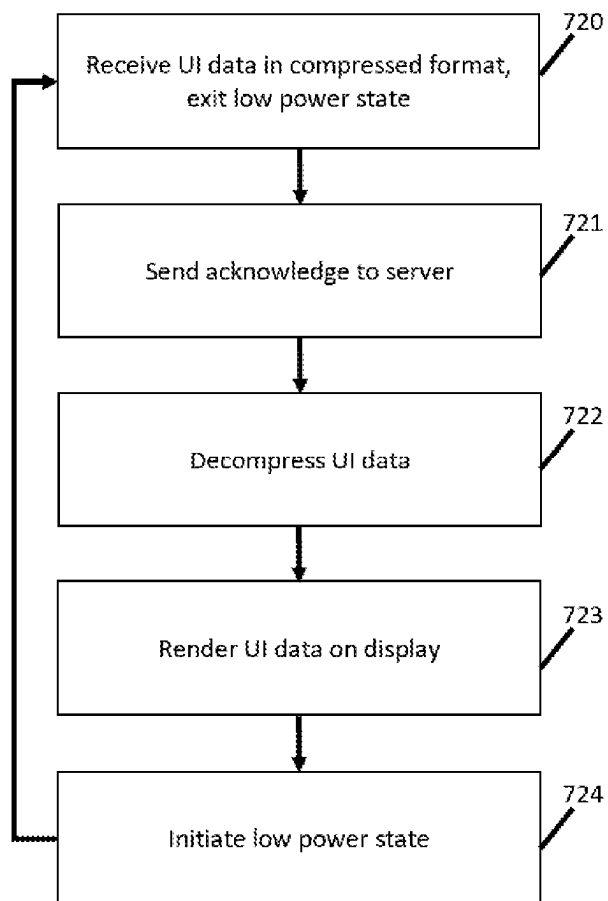 720
Receive UI data in compressed format,
exit low power state
721
Send acknowledge to server
722
Decompress UI data
723
Render UI data on display
724
Initiate low power state